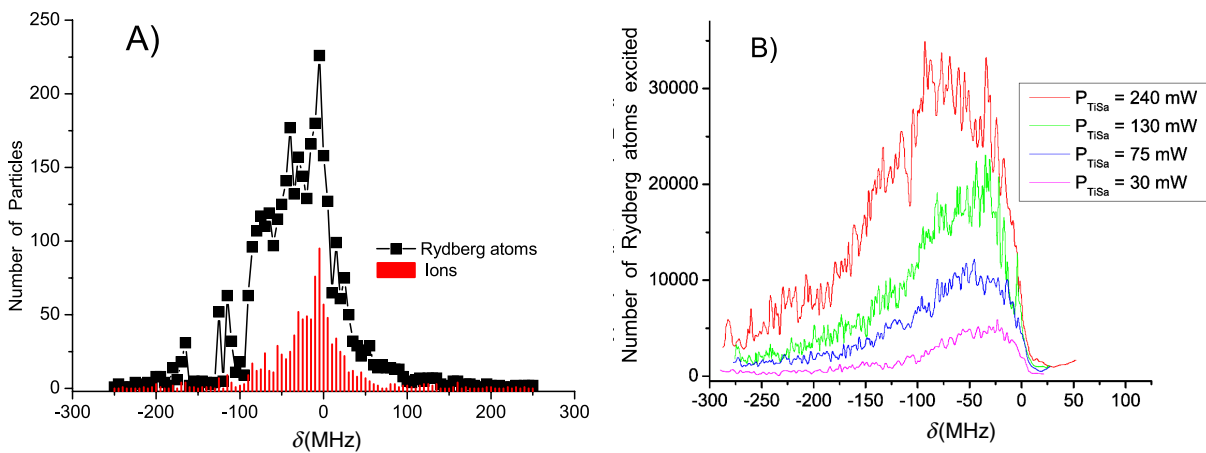 A)
250
200
150
100
50
0
Number of Particles
-300 -200 -100 0 100 200 300
δ(MHz)
Rydberg atoms
Ions
B)
30000
20000
10000
0
Number of Rydberg atoms excited
-300 -250 -200 -150 -100 -50 0 50 100
δ(MHz)
P_TiSa = 240 mW
P_TiSa = 130 mW
P_TiSa = 75 mW
P_TiSa = 30 mW